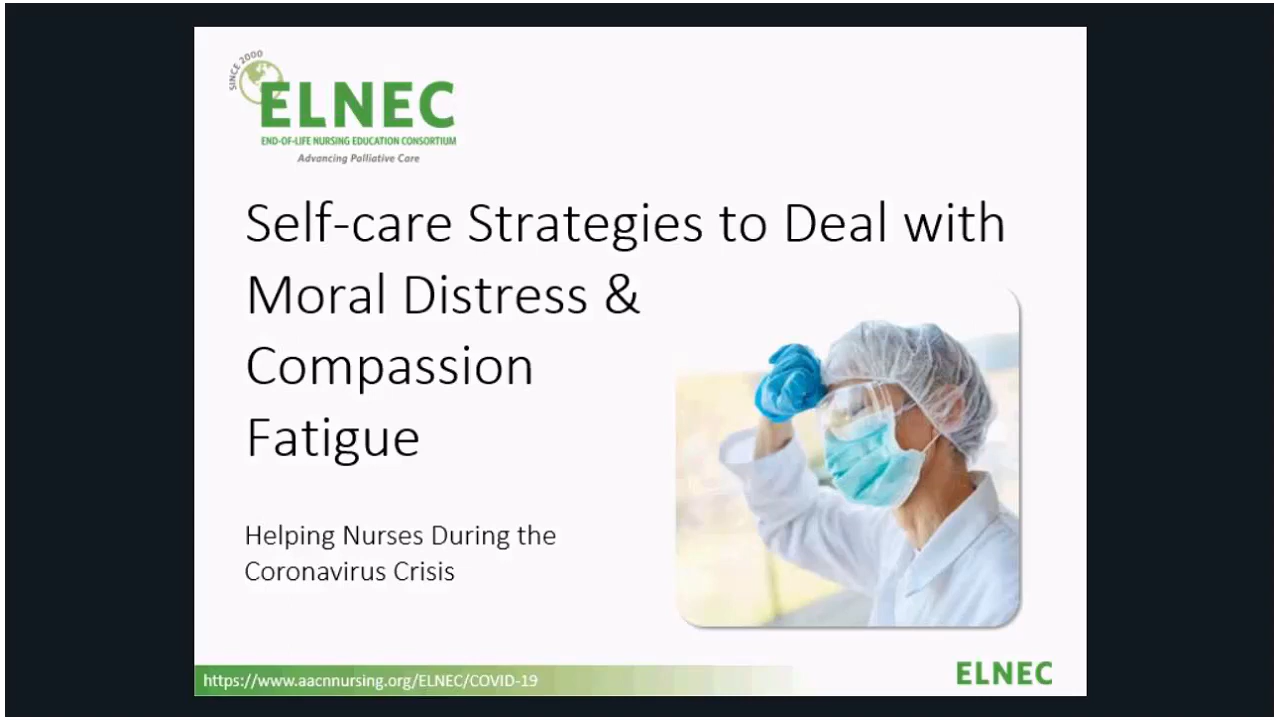 SINCE 2000
ELNEC
END-OF-LIFE NURSING EDUCATION CONSORTIUM
Advancing Palliative Care
Self-care Strategies to Deal with
Moral Distress &
Compassion
Fatigue
Helping Nurses During the
Coronavirus Crisis
https://www.aacnnursing.org/ELNEC/COVID-19
ELNEC